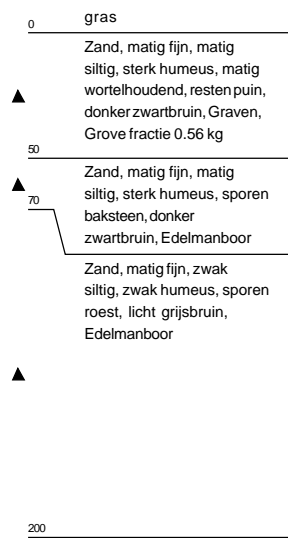 0 gras
Zand, matig fijn, matig
siltig, sterk humeus, matig
wortelhoudend, resten puin,
donker zwartbruin, Graven,
Grove fractie 0.56 kg
50
Zand, matig fijn, matig
siltig, sterk humeus, sporen
70 baksteen, donker
zwartbruin, Edelmanboor
Zand, matig fijn, zwak
siltig, zwak humeus, sporen
roest, licht grijsbruin,
Edelmanboor
200